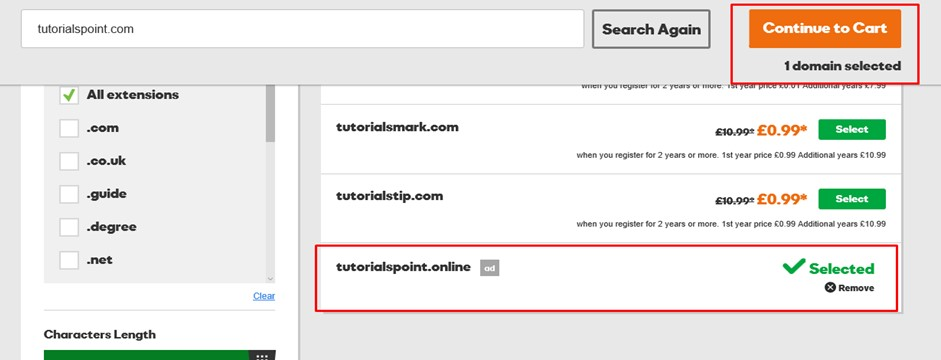 tutorialspoint.com
Search Again
Continue to Cart
1 domain selected
All extensions
.com
.co.uk
.guide
.degree
.net
Clear
Characters Length
when you register for 2 years or more. 1st year price £0.01 Additional years £7.99
tutorialsmark.com
£10.99* £0.99*
Select
when you register for 2 years or more. 1st year price £0.99 Additional years £10.99
tutorialstip.com
£10.99* £0.99*
Select
when you register for 2 years or more. 1st year price £0.99 Additional years £10.99
tutorialspoint.online ad
Selected
Remove